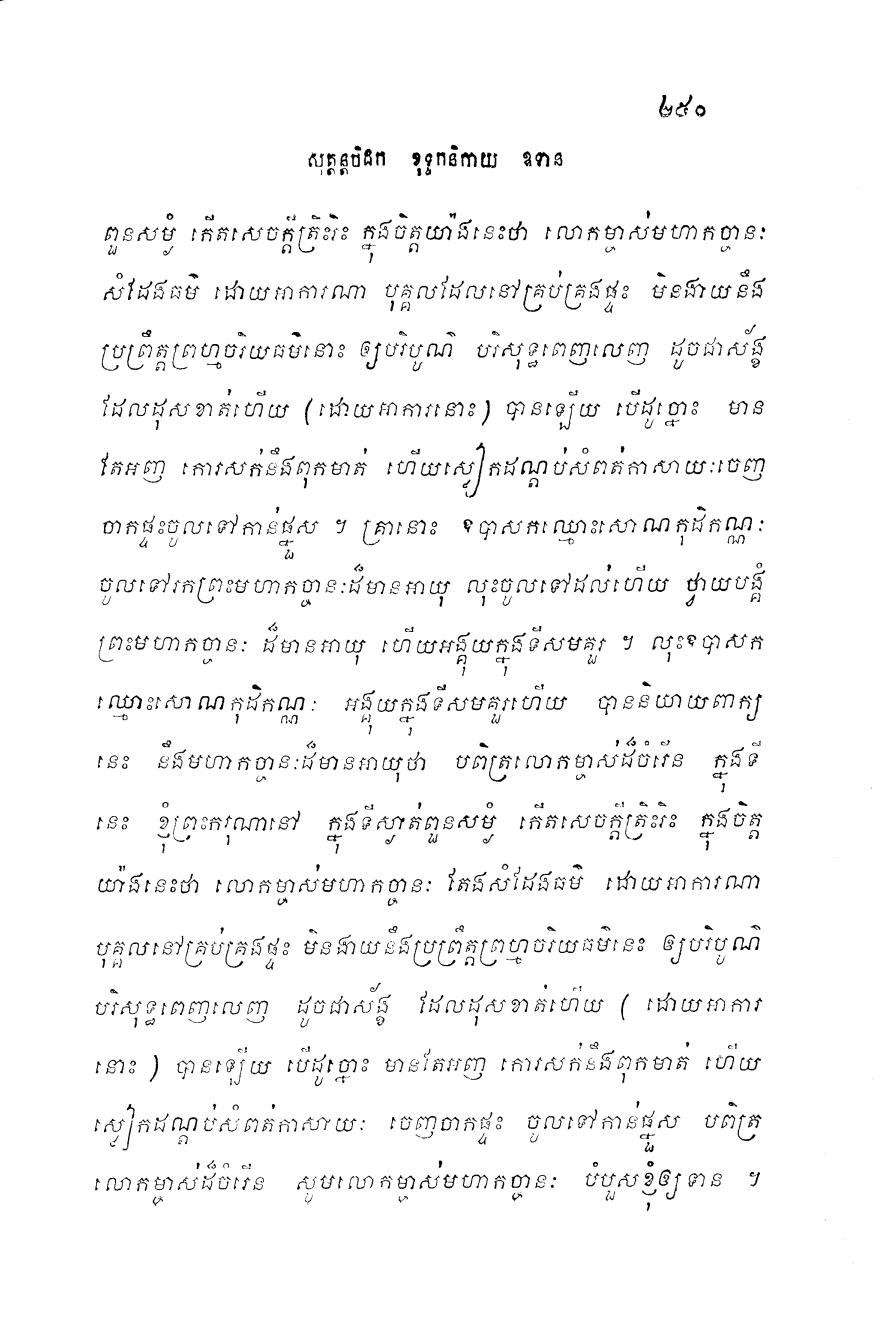 ២៥០
សុត្តន្តបិដក ខុទ្ទកនិកាយ ឧទាន
ពួនសម្ងំ កើតសេចក្តីត្រិះរិះ ក្នុងចិត្តយ៉ាងនេះថា លោកម្ចាស់មហាកច្ចានៈ
សំដែងធម៌ ដោយអាការណា បុគ្គលដែលនៅគ្រប់គ្រងផ្ទះ មិនងាយនឹង
ប្រព្រឹត្តព្រហ្មចរិយធម៌នោះ ឲ្យបរិបូណ៌ បរិសុទ្ធពេញលេញ ដូចជាស័ង្ខ
ដែលដុសខាត់ហើយ (ដោយអាការនោះ) បានឡើយ បើដូច្នោះ មាន
តែអញ កោរសក់នឹងពុកមាត់ ហើយស្លៀកដណ្តប់សំពត់កាសាយៈចេញ
ចាកផ្ទះចូលទៅកាន់ផ្នួស ។ គ្រានោះ ឧបាសកឈ្មោះសោណកុដិកណ្ណៈ
ចូលទៅរកព្រះមហាកច្ចានៈដ៏មានអាយុ លុះចូលទៅដល់ហើយ ថ្វាយបង្គំ
ព្រះមហាកច្ចានៈ ដ៏មានអាយុ ហើយអង្គុយក្នុងទីសមគួរ ។ លុះឧបាសក
ឈ្មោះសោណកុដិកណ្ណៈ អង្គុយក្នុងទីសមគួរហើយ បាននិយាយពាក្យ
នេះ នឹងមហាកច្ចានៈដ៏មានអាយុថា បពិត្រលោកម្ចាស់ដ៏ចំរើន ក្នុងទី
នេះ ខ្ញុំព្រះករុណានៅ ក្នុងទីស្ងាត់ពួនសម្ងំ កើតសេចក្តីត្រិះរិះ ក្នុងចិត្ត
យ៉ាងនេះថា លោកម្ចាស់មហាកច្ចានៈ តែងសំដែងធម៌ ដោយអាការណា
បុគ្គលនៅគ្រប់គ្រងផ្ទះ មិនងាយនឹងប្រព្រឹត្តព្រហ្មចរិយធម៌នេះ ឲ្យបរិបូណ៌
បរិសុទ្ធពេញលេញ ដូចជាស័ង្ខ ដែលដុសខាត់ហើយ ( ដោយអាការ
នោះ ) បានឡើយ បើដូច្នោះ មានតែអញ កោរសក់នឹងពុកមាត់ ហើយ
ស្លៀកដណ្តប់សំពត់កាសាយៈ ចេញចាកផ្ទះ ចូលទៅកាន់ផ្នួស បពិត្រ
លោកម្ចាស់ដ៏ចំរើន សូមលោកម្ចាស់មហាកច្ចានៈ បំបួសខ្ញុំឲ្យទាន ។